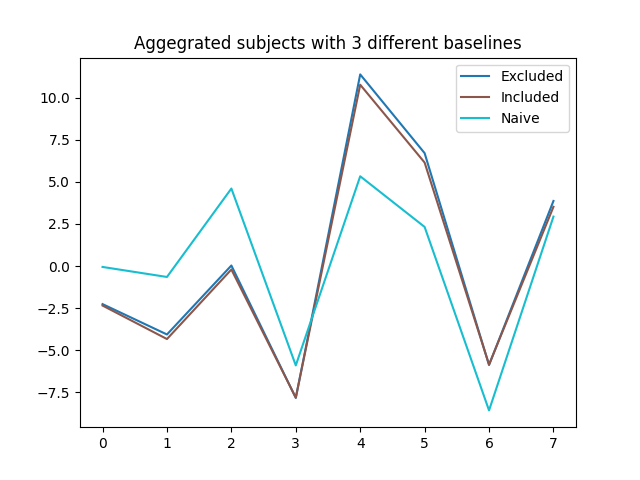 Aggegrated subjects with 3 different baselines
10.0
7.5
5.0
2.5
0.0
−2.5
−5.0
−7.5
Excluded
Included
Naive
0 1 2 3 4 5 6 7